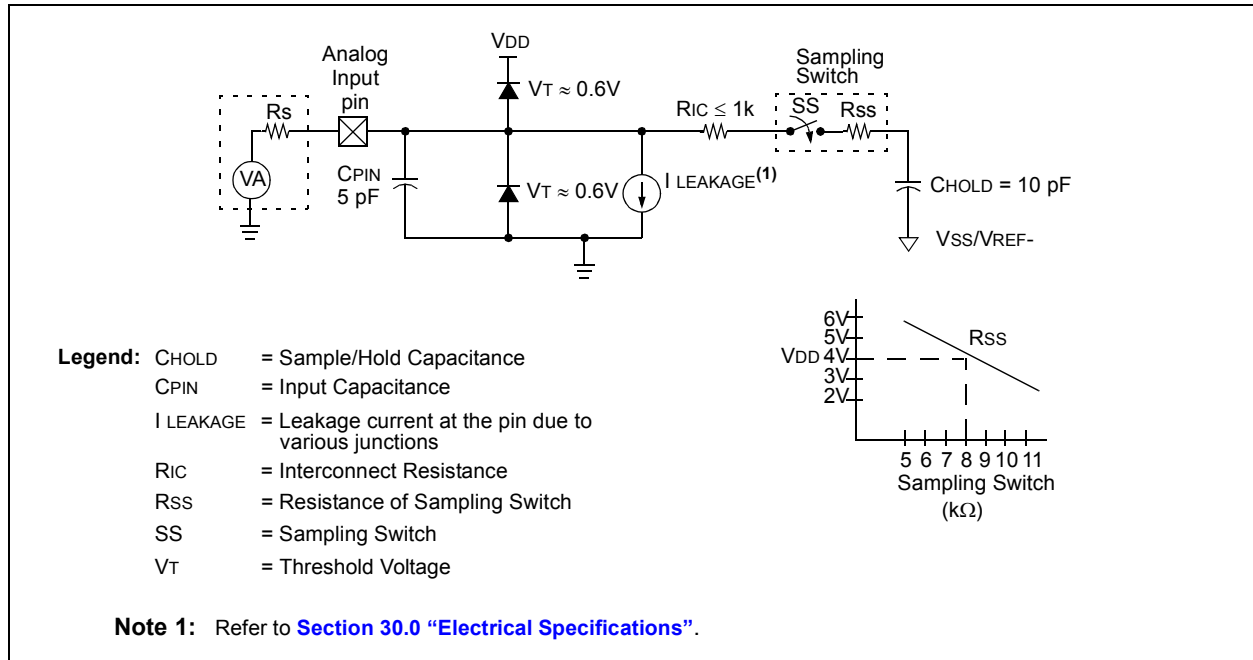 VDD
Analog
Input
pin
Sampling
Switch
VT ≈ 0.6V
RIC ≤ 1k
SS
Rss
Rs
VA
CPIN
5 pF
VT ≈ 0.6V
I LEAKAGE(1)
CHOLD = 10 pF
VSS/VREF-
6V
5V
VDD 4V
3V
2V
RSS
5 6 7 8 9 10 11
Sampling Switch
(kΩ)
Legend: CHOLD = Sample/Hold Capacitance
CPIN = Input Capacitance
I LEAKAGE = Leakage current at the pin due to
various junctions
RIC = Interconnect Resistance
RSS = Resistance of Sampling Switch
SS = Sampling Switch
VT = Threshold Voltage
Note 1: Refer to Section 30.0 “Electrical Specifications”.